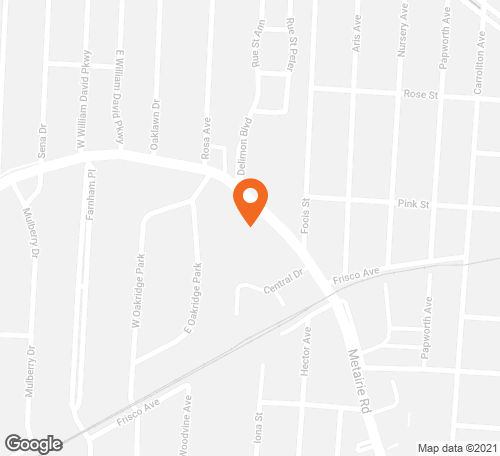 Rue St Ann
Rue St Peter
Aris Ave
Nursery Ave
Papworth Ave
Carrollton Ave
W William David Pkwy
E William David Pkwy
Rose St
Oaklawn Dr
Sena Dr
Rosa Ave
Delimon Blvd
Farnham Pl
Mulberry Dr
Focis St
Pink St
W Oakridge Park
E Oakridge Park
Central Dr
Frisco Ave
Papworth Ave
Hector Ave
Metairie Rd
Mulberry Dr
Frisco Ave
Woodvine Ave
Iona St
Google
Map data ©2021